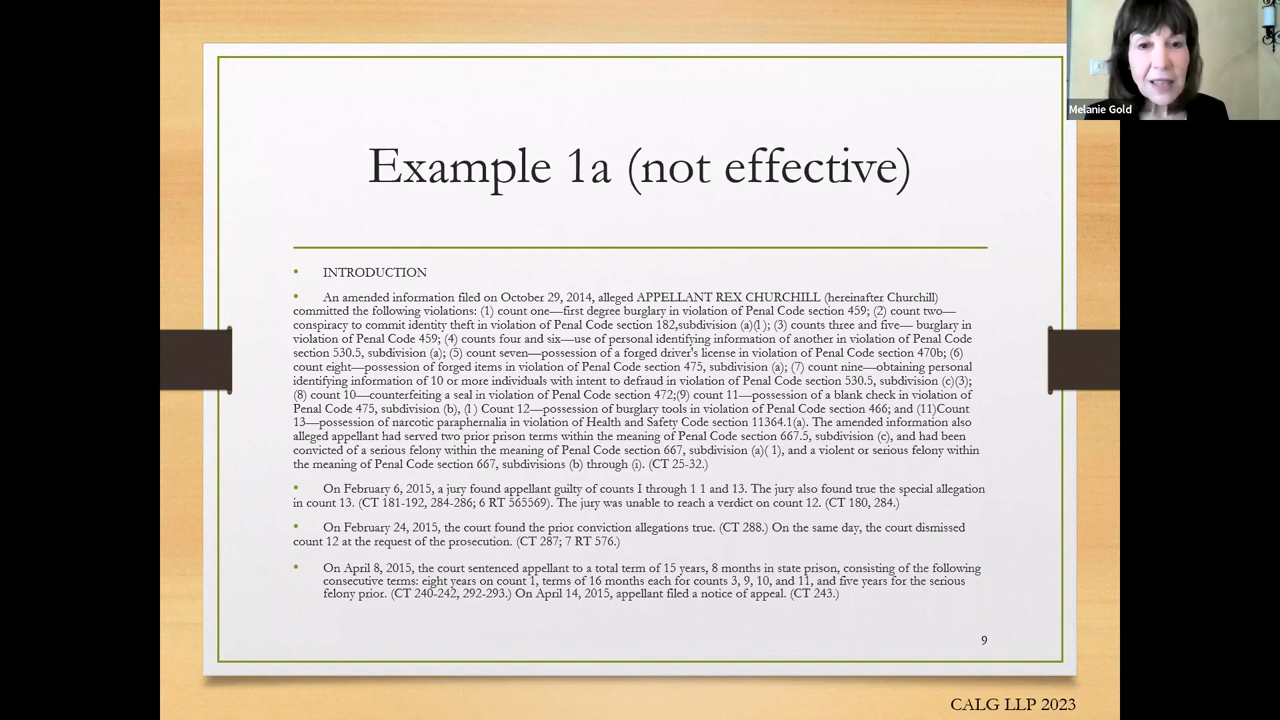 Melanie Gold
Example 1a (not effective)
• INTRODUCTION
• An amended information filed on October 29, 2014, alleged APPELLANT REX CHURCHILL (hereinafter Churchill)
committed the following violations: (1) count one—first degree burglary in violation of Penal Code section 459; (2) count two—
conspiracy to commit identity theft in violation of Penal Code section 182,subdivision (a)(1); (3) counts three and five— burglary in
violation of Penal Code 459; (4) counts four and six—use of personal identifying information of another in violation of Penal Code
section 530.5, subdivision (a); (5) count seven—possession of a forged driver's license in violation of Penal Code section 470b; (6)
count eight—possession of forged items in violation of Penal Code section 475, subdivision (a); (7) count nine—obtaining personal
identifying information of 10 or more individuals with intent to defraud in violation of Penal Code section 530.5, subdivision (c)(3);
(8) count 10—counterfeiting a seal in violation of Penal Code section 472;(9) count 11—possession of a blank check in violation of
Penal Code 475, subdivision (b), (l) Count 12—possession of burglary tools in violation of Penal Code section 466; and (11)Count
13—possession of narcotic paraphernalia in violation of Health and Safety Code section 11364.1(a). The amended information also
alleged appellant had served two prior prison terms within the meaning of Penal Code section 667.5, subdivision (c), and had been
convicted of a serious felony within the meaning of Penal Code section 667, subdivision (a)( 1), and a violent or serious felony within
the meaning of Penal Code section 667, subdivisions (b) through (i). (CT 25-32.)
• On February 6, 2015, a jury found appellant guilty of counts I through 1 1 and 13. The jury also found true the special allegation
in count 13. (CT 181-192, 284-286; 6 RT 565569). The jury was unable to reach a verdict on count 12. (CT 180, 284.)
• On February 24, 2015, the court found the prior conviction allegations true. (CT 288.) On the same day, the court dismissed
count 12 at the request of the prosecution. (CT 287; 7 RT 576.)
• On April 8, 2015, the court sentenced appellant to a total term of 15 years, 8 months in state prison, consisting of the following
consecutive terms: eight years on count 1, terms of 16 months each for counts 3, 9, 10, and 11, and five years for the serious
felony prior. (CT 240-242, 292-293.) On April 14, 2015, appellant filed a notice of appeal. (CT 243.)
9
CALG LLP 2023